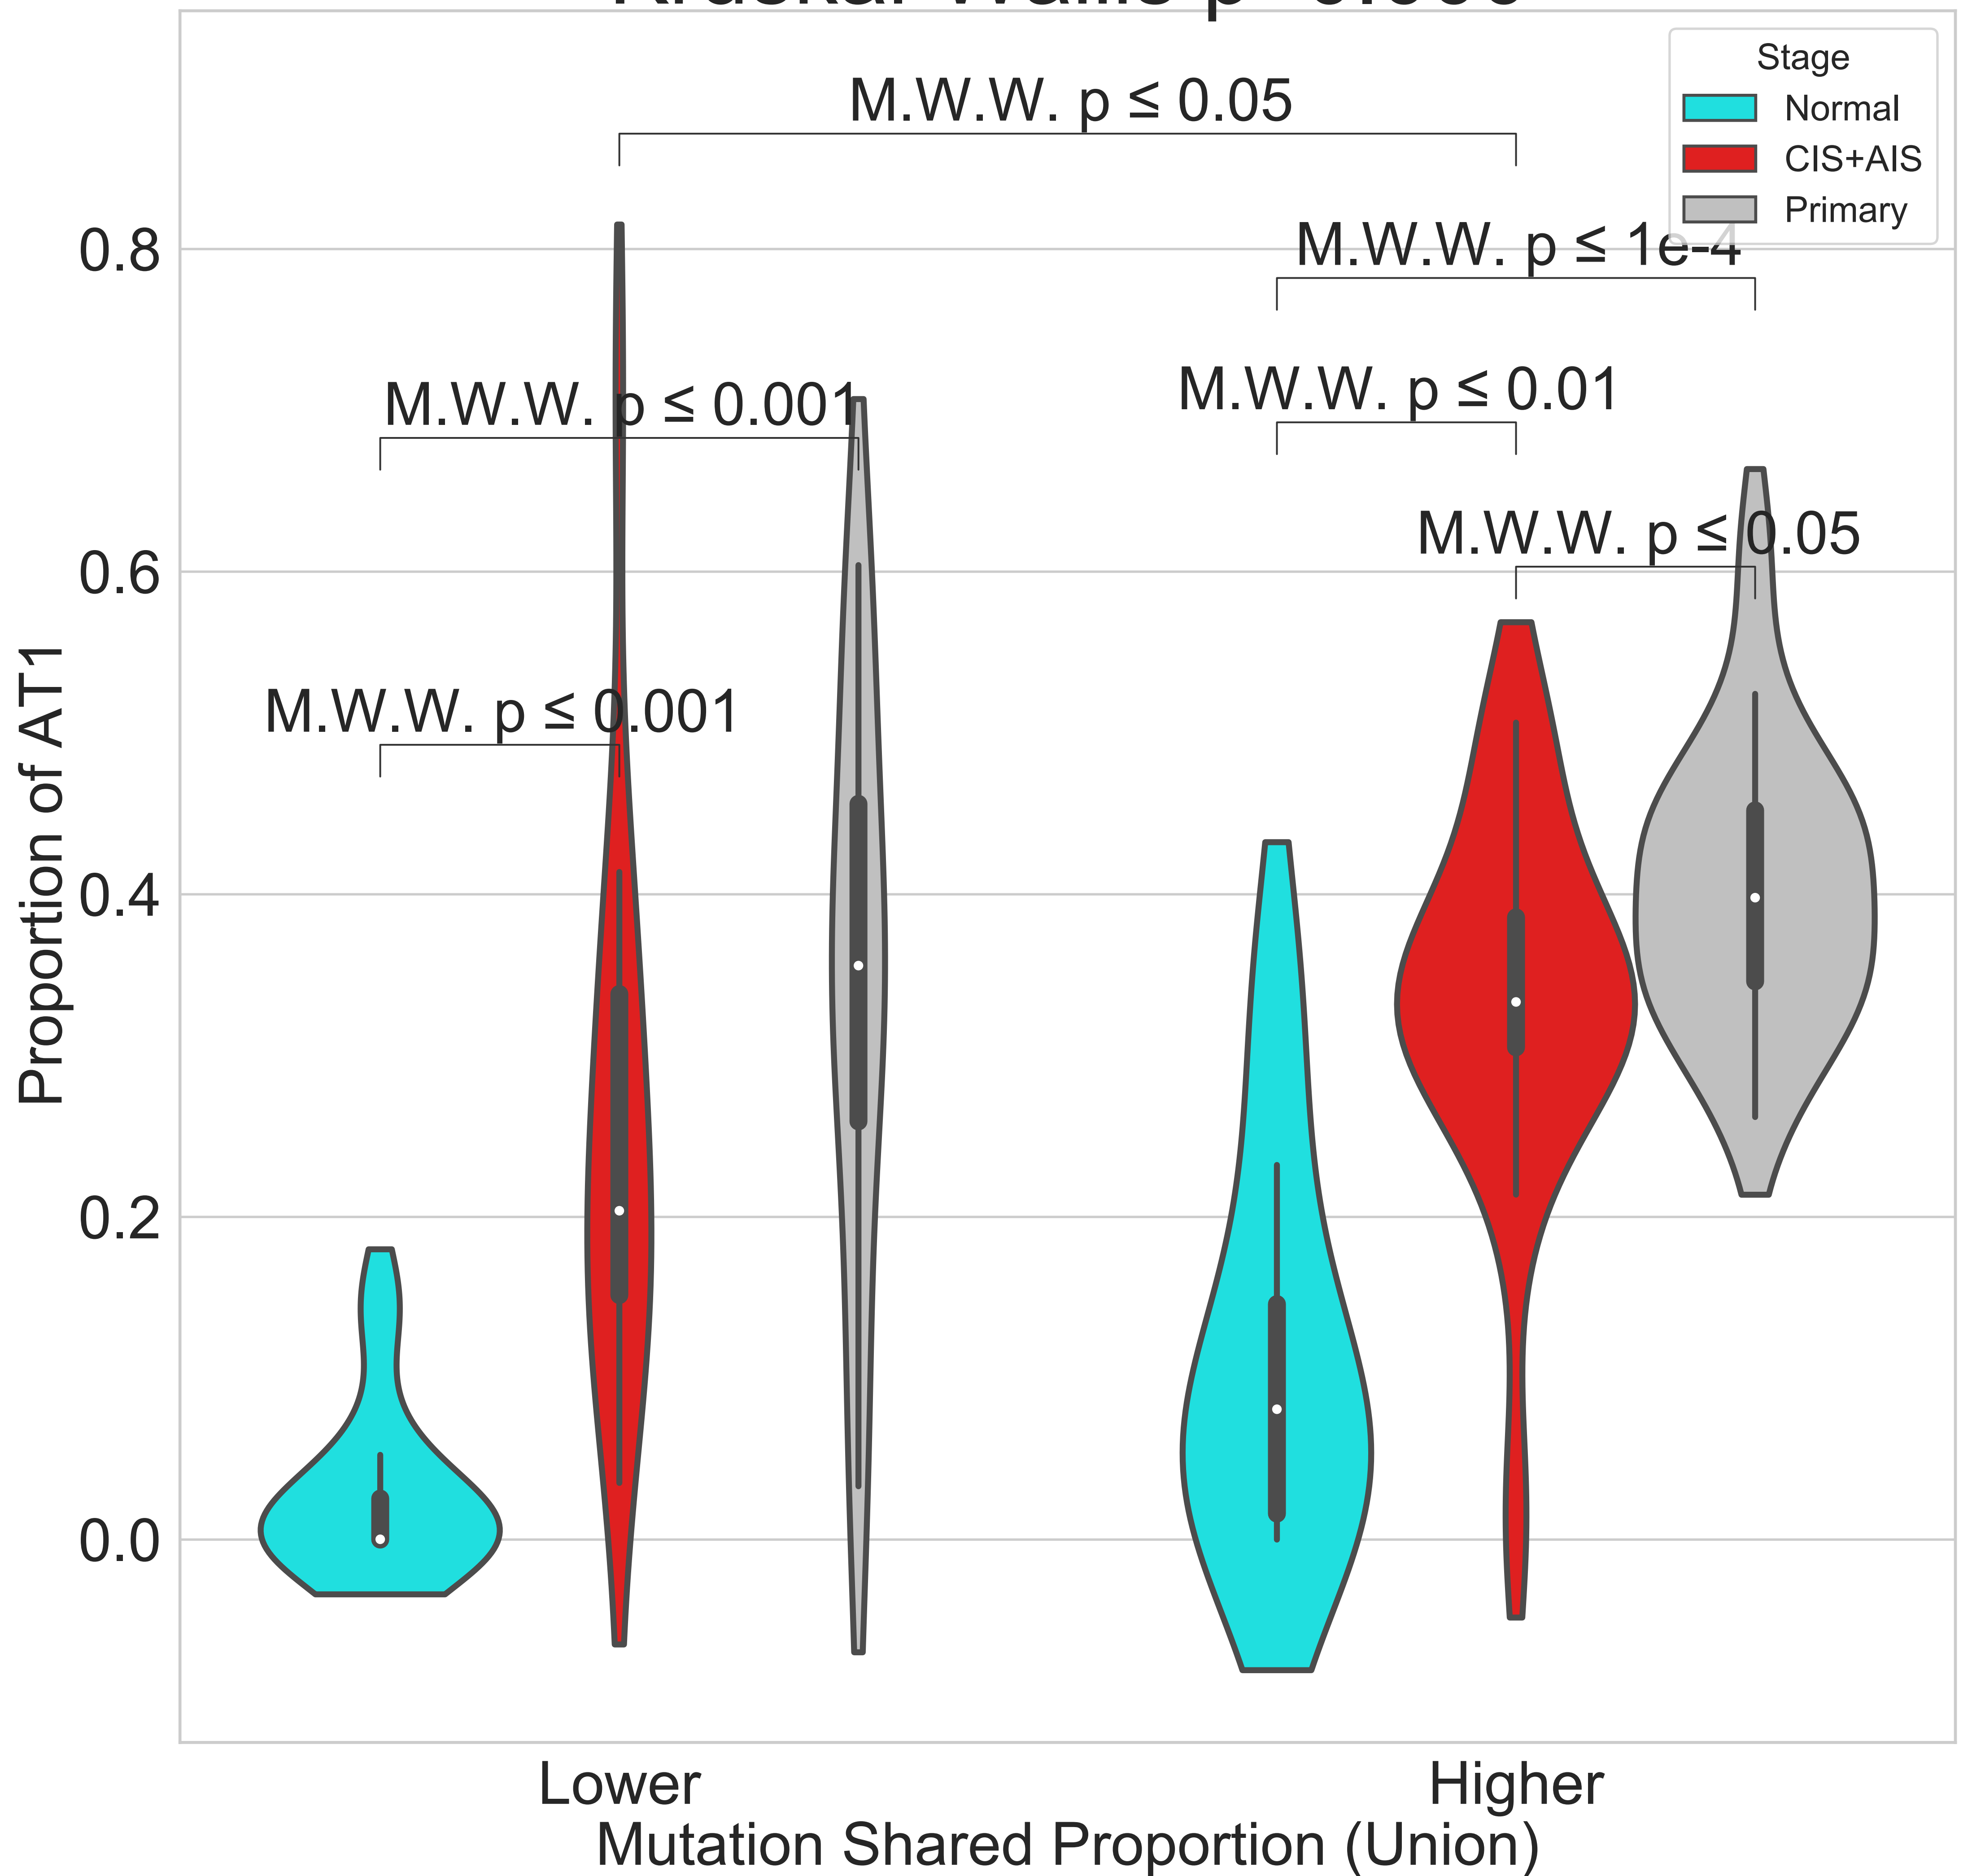 M.W.W. p ≤ 0.05
Stage
Normal
CIS+AIS
Primary
M.W.W. p ≤ 1e-4
M.W.W. p ≤ 0.001
M.W.W. p ≤ 0.01
M.W.W. p ≤ 0.05
M.W.W. p ≤ 0.001
0.8
0.6
0.4
0.2
0.0
Proportion of AT1
Lower
Higher
Mutation Shared Proportion (Union)